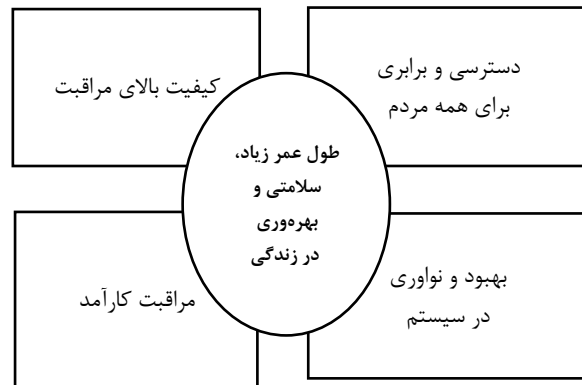 دسترسی و برابری
برای همه مردم
کیفیت بالای مراقبت
طول عمر زیاد،
سلامتی و
بهره‌وری
در زندگی
بهبود و نواوری
در سیستم
مراقبت کارآمد